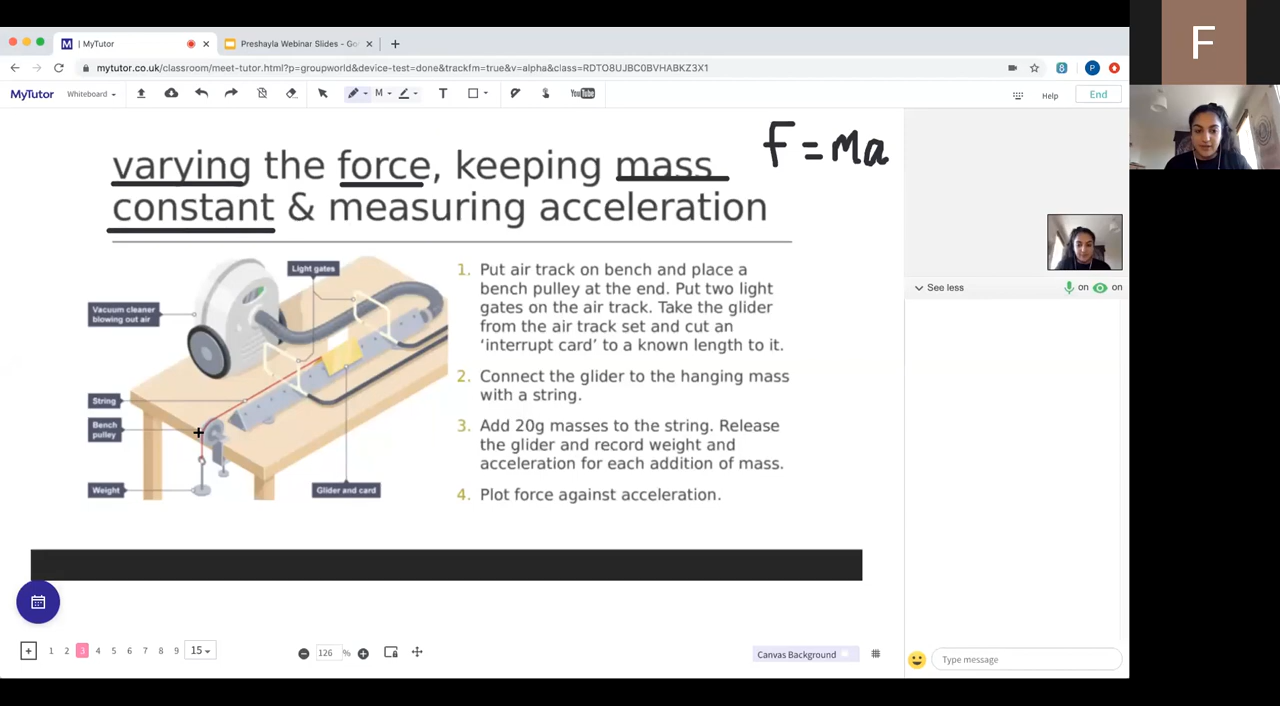 M | MyTutor
Preshayla Webinar Slides - Go
mytutor.co.uk/classroom/meet-tutor.html?p=groupworld&device-test=done&trackfm=true&v=alpha&class=RDTO8UJBC0BVHABKZ3X1
8
P
MyTutor
Whiteboard
M
T
YouTube
Help
End
F
varying the force, keeping mass
constant & measuring acceleration
F = Ma
Light gates
Vacuum cleaner
blowing out air
String
Bench
pulley
Weight
Glider and card
1. Put air track on bench and place a
bench pulley at the end. Put two light
gates on the air track. Take the glider
from the air track set and cut an
‘interrupt card’ to a known length to it.
2. Connect the glider to the hanging mass
with a string.
3. Add 20g masses to the string. Release
the glider and record weight and
acceleration for each addition of mass.
4. Plot force against acceleration.
See less
on
on
1 2 3 4 5 6 7 8 9 15
126 %
Canvas Background
Type message